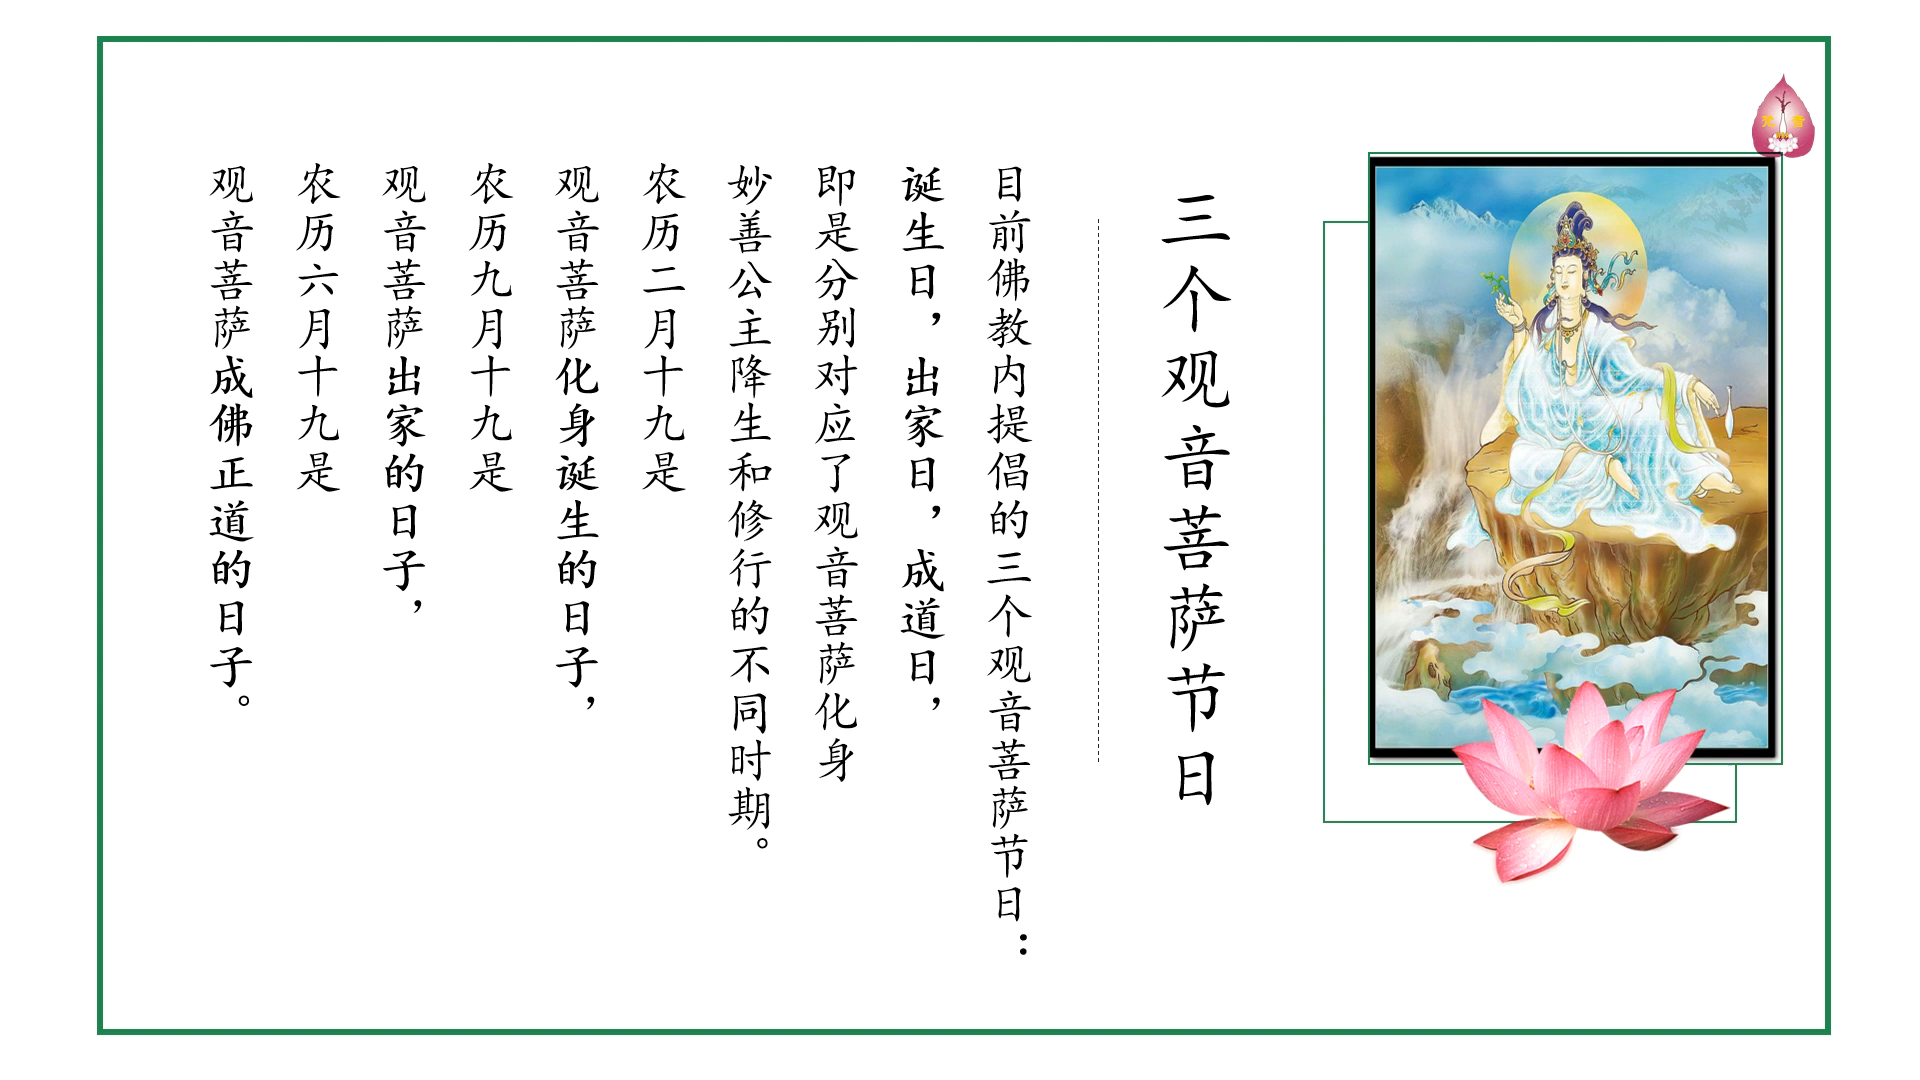 三个观音菩萨节日
目前佛教内提倡的三个观音菩萨节日：
诞生日，出家日，成道日，
即是分别对应了观音菩萨化身
妙善公主降生和修行的不同时期。
农历二月十九是
观音菩萨化身诞生的日子，
农历九月十九是
观音菩萨出家的日子，
农历六月十九是
观音菩萨成佛正道的日子。